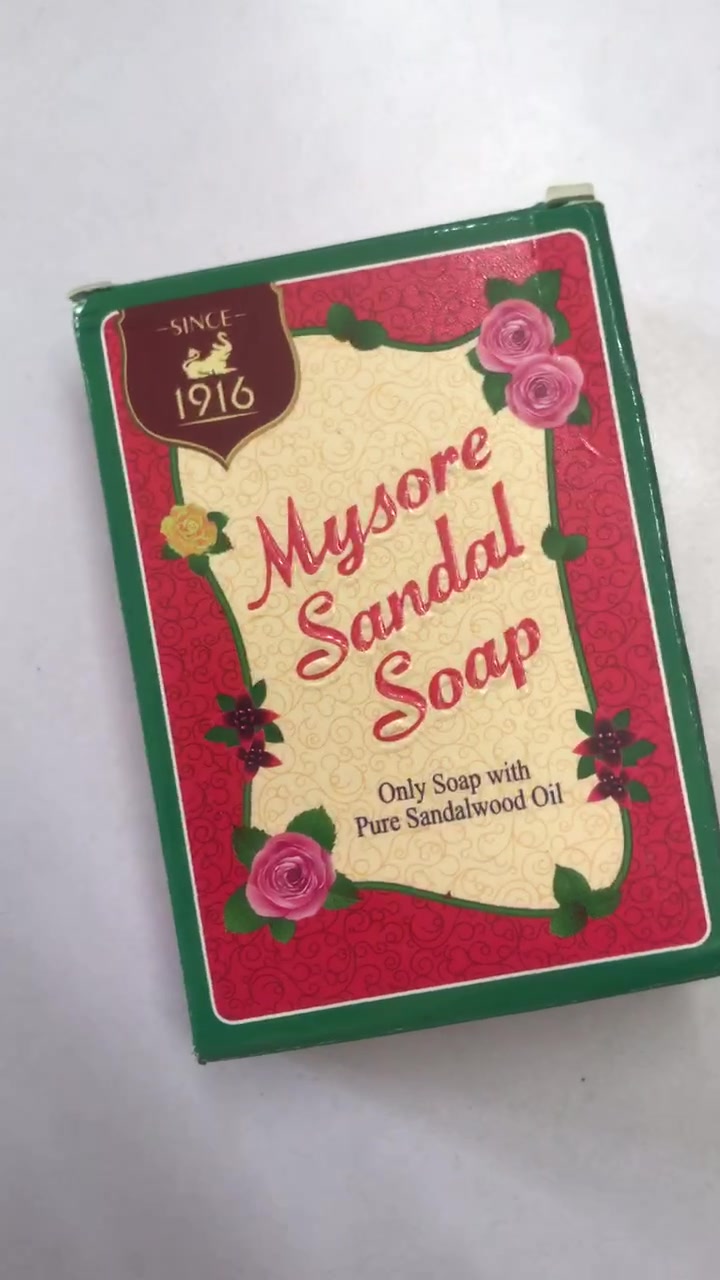 -SINCE-
1916
Mysore
Sandal
Soap
Only Soap with
Pure Sandalwood Oil